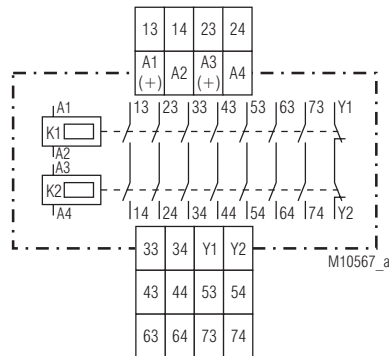 13 14 23 24
A1 (+) A2 A3 (+) A4
A1 13 23 33 43 53 63 73 Y1
K1
A2
A3
K2
A4 14 24 34 44 54 64 74 Y2
33 34 Y1 Y2
M10567_a
43 44 53 54
63 64 73 74